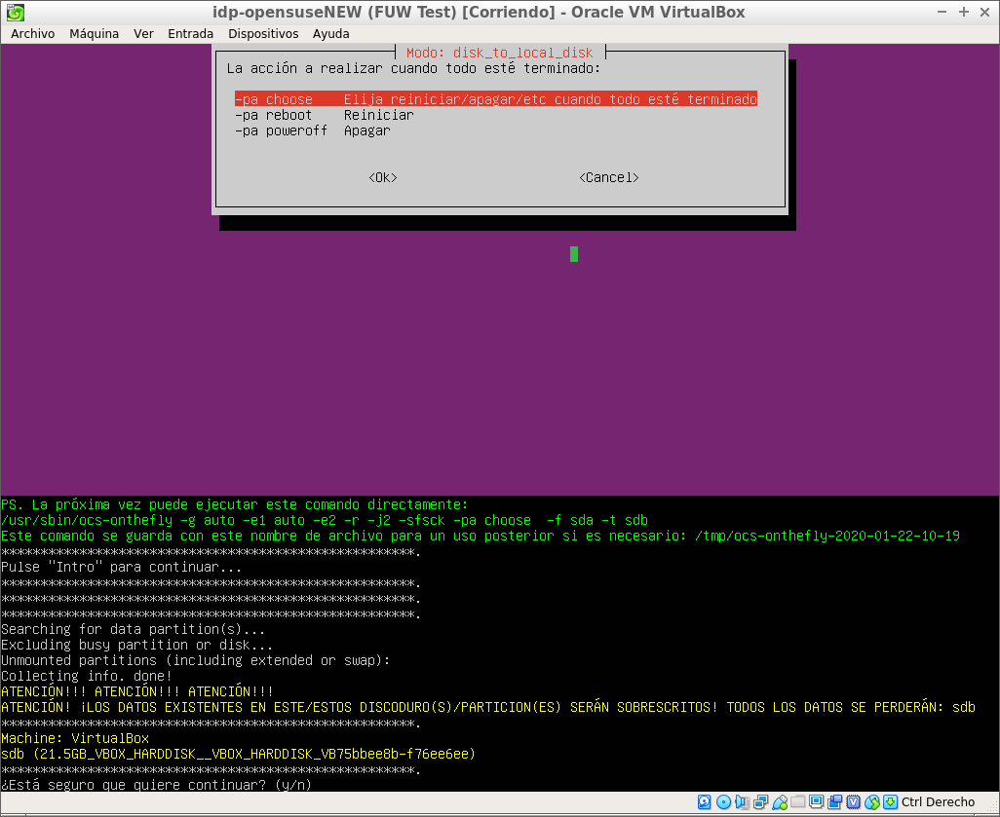 idp-opensuseNEW (FUW Test) [Corriendo] - Oracle VM VirtualBox
Archivo Máquina Ver Entrada Dispositivos Ayuda
Modo: disk_to_local_disk
La acción a realizar cuando todo esté terminado:
-pa choose Elija reiniciar/apagar/etc cuando todo esté terminado
-pa reboot Reiniciar
-pa poweroff Apagar
<Ok> <Cancel>
PS. La próxima vez puede ejecutar este comando directamente:
/usr/sbin/ocs-onthefly -g auto -e1 auto -e2 -r -j2 -sfsck -pa choose -f sda -t sdb
Este comando se guarda con este nombre de archivo para un uso posterior si es necesario: /tmp/ocs-onthefly-2020-01-22-10-19
*****************************************************.
Pulse "Intro" para continuar...
*****************************************************.
*****************************************************.
*****************************************************.
Searching for data partition(s)...
Excluding busy partition or disk...
Unmounted partitions (including extended or swap):
Collecting info. done!
ATENCIÓN!!! ATENCIÓN!!! ATENCIÓN!!!
ATENCIÓN! ¡LOS DATOS EXISTENTES EN ESTE/ESTOS DISCODURO(S)/PARTICION(ES) SERÁN SOBRESCRITOS! TODOS LOS DATOS SE PERDERÁN: sdb
*****************************************************.
Machine: VirtualBox
sdb (21.5GB_VBOX_HARDDISK__VBOX_HARDDISK_VB75bbee8b-f76ee6ee)
*****************************************************.
¿Está seguro que quiere continuar? (y/n)
Ctrl Derecho